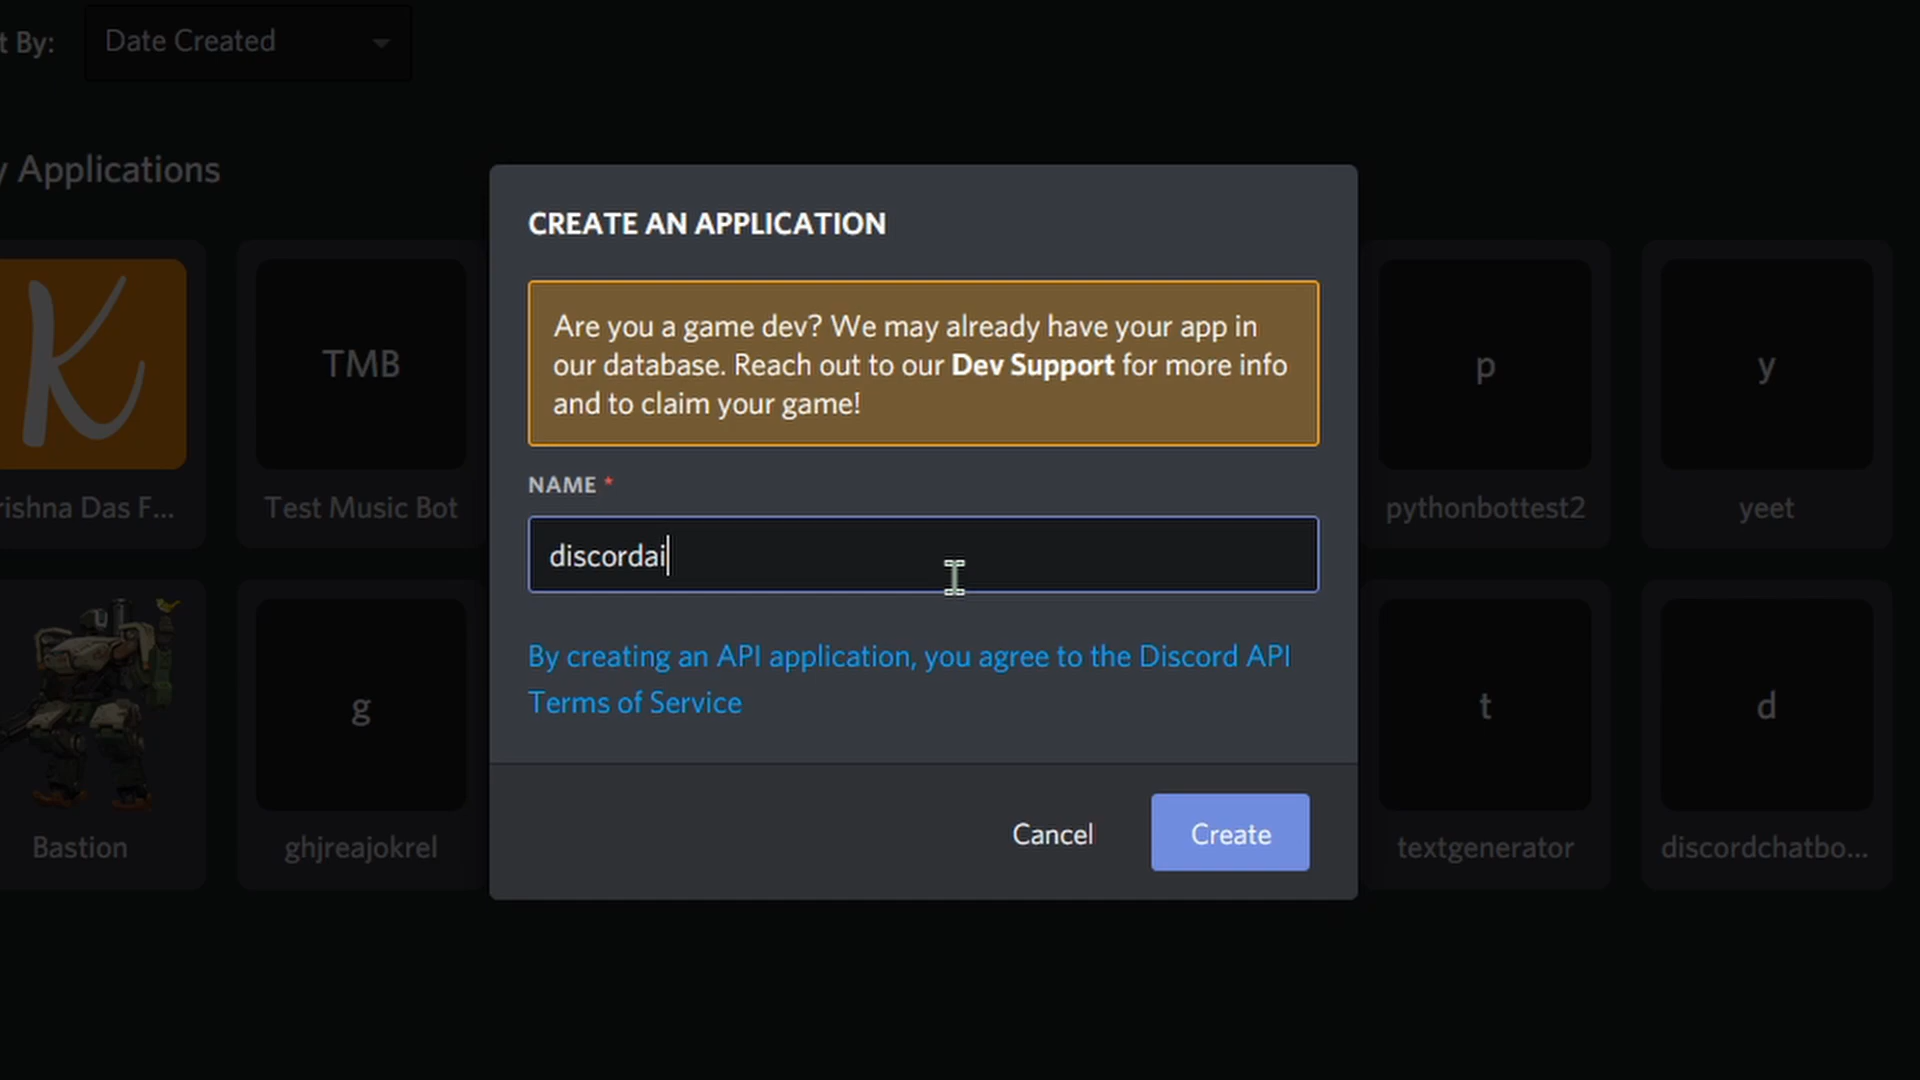 t By:
Date Created
y Applications
CREATE AN APPLICATION
Are you a game dev? We may already have your app in
our database. Reach out to our Dev Support for more info
and to claim your game!
NAME *
discordai
By creating an API application, you agree to the Discord API
Terms of Service
Cancel
Create
K
TMB
p
y
rishna Das F...
Test Music Bot
pythonbottest2
yeet
g
t
d
Bastion
ghjreajokrel
textgenerator
discordchatbo...